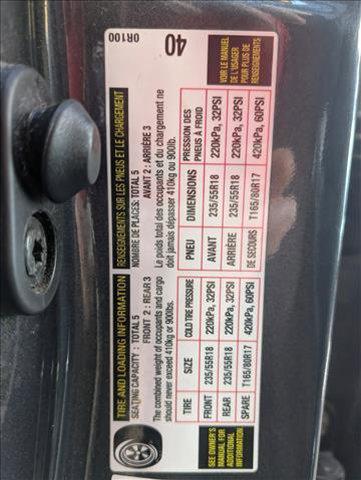 TIRE AND LOADING INFORMATION
SEATING CAPACITY : TOTAL 5
FRONT 2 : REAR 3
The combined weight of occupants and cargo
should never exceed 410kg or 900lbs.
TIRE SIZE COLD TIRE PRESSURE
FRONT 235/55R18 220kPa, 32PSI
REAR 235/55R18 220kPa, 32PSI
SPARE T165/80R17 420kPa, 60PSI
SEE OWNER'S
MANUAL FOR
ADDITIONAL
INFORMATION
RENSEIGNEMENTS SUR LES PNEUS ET LE CHARGEMENT
NOMBRE DE PLACES: TOTAL 5
AVANT 2 : ARRIÈRE 3
Le poids total des occupants et du chargement ne
doit jamais dépasser 410kg ou 900lb.
PNEU DIMENSIONS PRESSION DES
PNEUS À FROID
AVANT 235/55R18 220kPa, 32PSI
ARRIÈRE 235/55R18 220kPa, 32PSI
DE SECOURS T165/80R17 420kPa, 60PSI
VOIR LE MANUEL
DE L'USAGER
POUR PLUS DE
RENSEIGNEMENTS
0R100
40